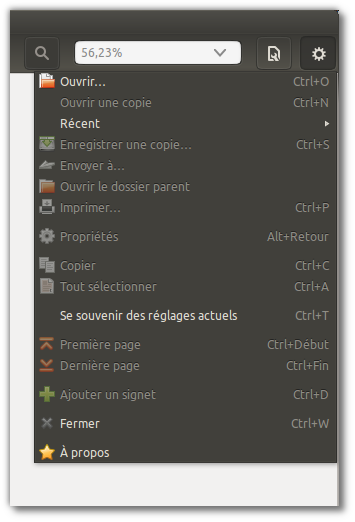 56,23%
Ouvrir... Ctrl+O
Ouvrir une copie Ctrl+N
Récent
Enregistrer une copie... Ctrl+S
Envoyer à...
Ouvrir le dossier parent
Imprimer... Ctrl+P
Propriétés Alt+Retour
Copier Ctrl+C
Tout sélectionner Ctrl+A
Se souvenir des réglages actuels Ctrl+T
Première page Ctrl+Début
Dernière page Ctrl+Fin
Ajouter un signet Ctrl+D
Fermer Ctrl+W
À propos